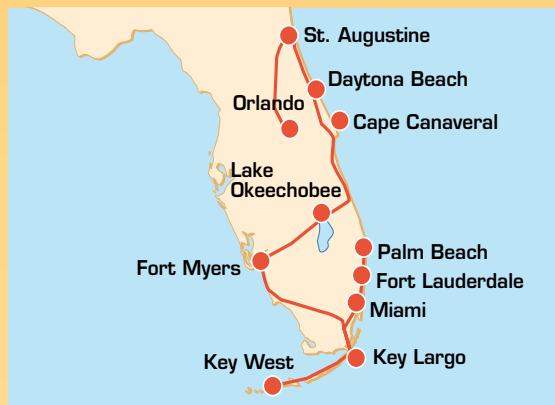 St. Augustine
Daytona Beach
Orlando
Cape Canaveral
Lake
Okeechobee
Palm Beach
Fort Myers
Fort Lauderdale
Miami
Key West
Key Largo